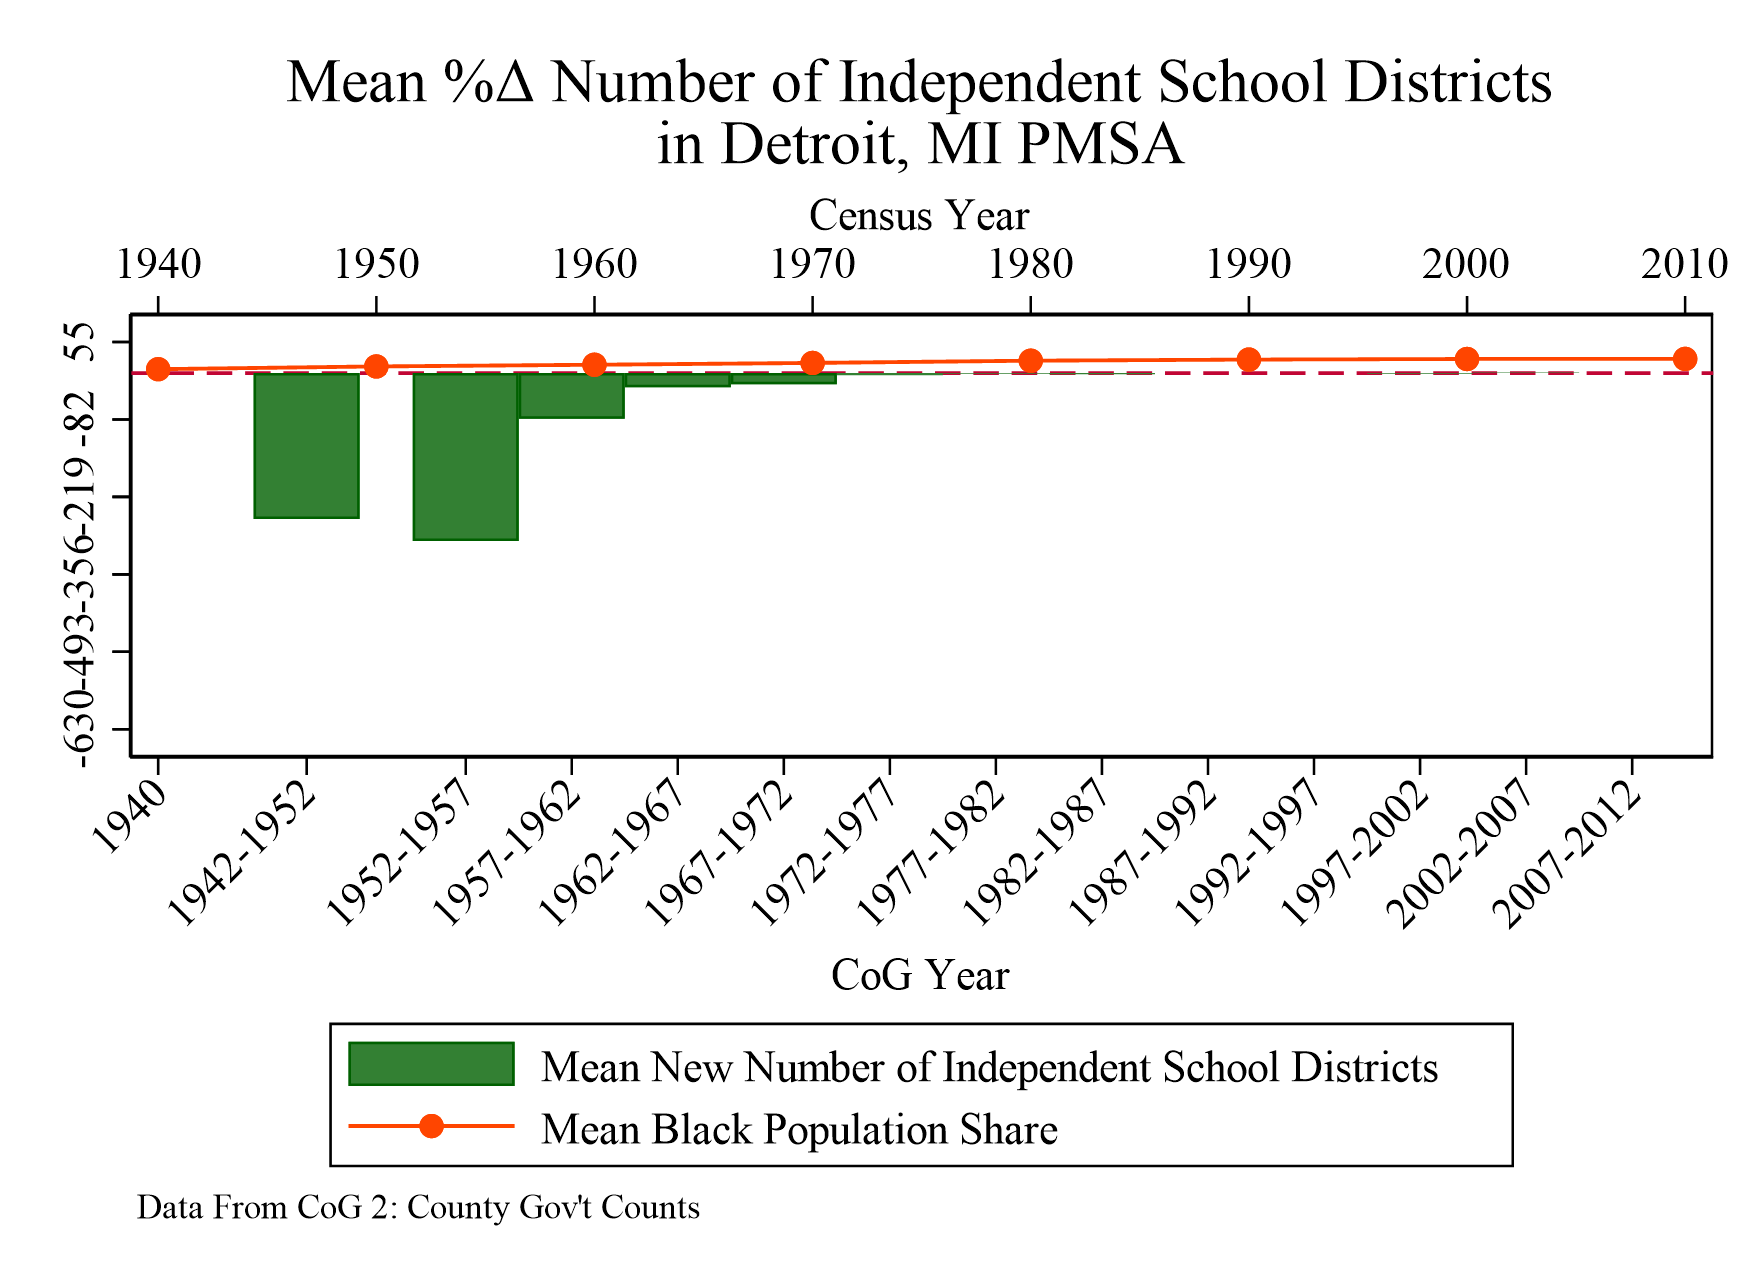 Mean %Δ Number of Independent School Districts
in Detroit, MI PMSA
Census Year
1940 1950 1960 1970 1980 1990 2000 2010
55
-82
-219
-356
-493
-630
1940 1942-1952 1952-1957 1957-1962 1962-1967 1967-1972 1972-1977 1977-1982 1982-1987 1987-1992 1992-1997 1997-2002 2002-2007 2007-2012
CoG Year
Mean New Number of Independent School Districts
Mean Black Population Share
Data From CoG 2: County Gov't Counts